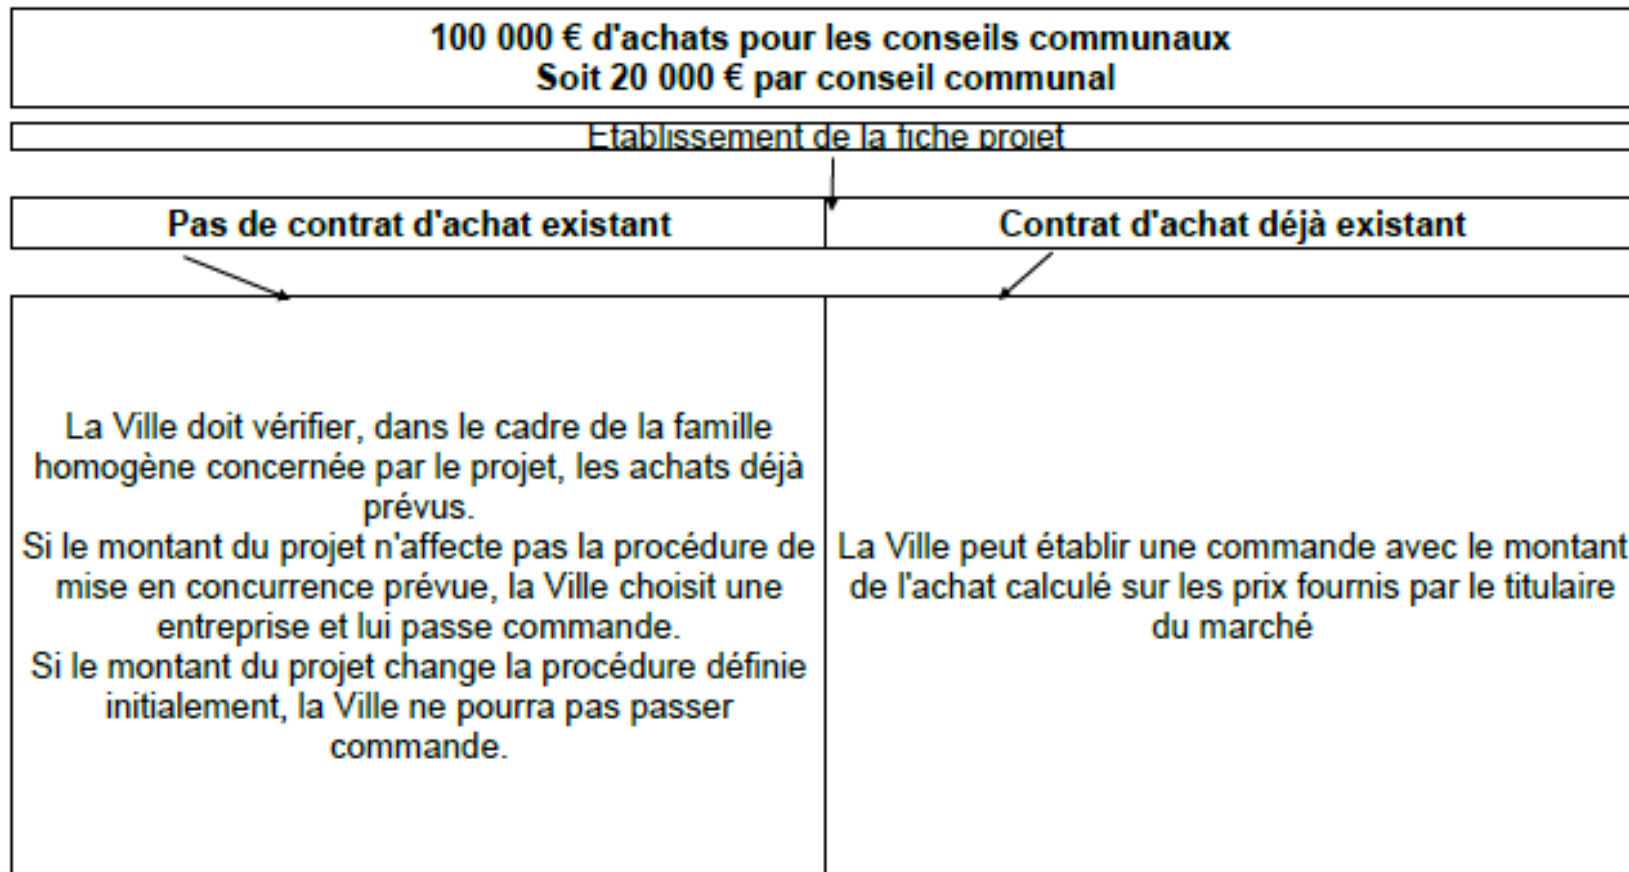 100 000 € d'achats pour les conseils communaux
Soit 20 000 € par conseil communal
Etablissement de la fiche projet
Pas de contrat d'achat existant
Contrat d'achat déjà existant
La Ville doit vérifier, dans le cadre de la famille
homogène concernée par le projet, les achats déjà
prévus.
Si le montant du projet n'affecte pas la procédure de
mise en concurrence prévue, la Ville choisit une
entreprise et lui passe commande.
Si le montant du projet change la procédure définie
initialement, la Ville ne pourra pas passer
commande.
La Ville peut établir une commande avec le montant
de l'achat calculé sur les prix fournis par le titulaire
du marché